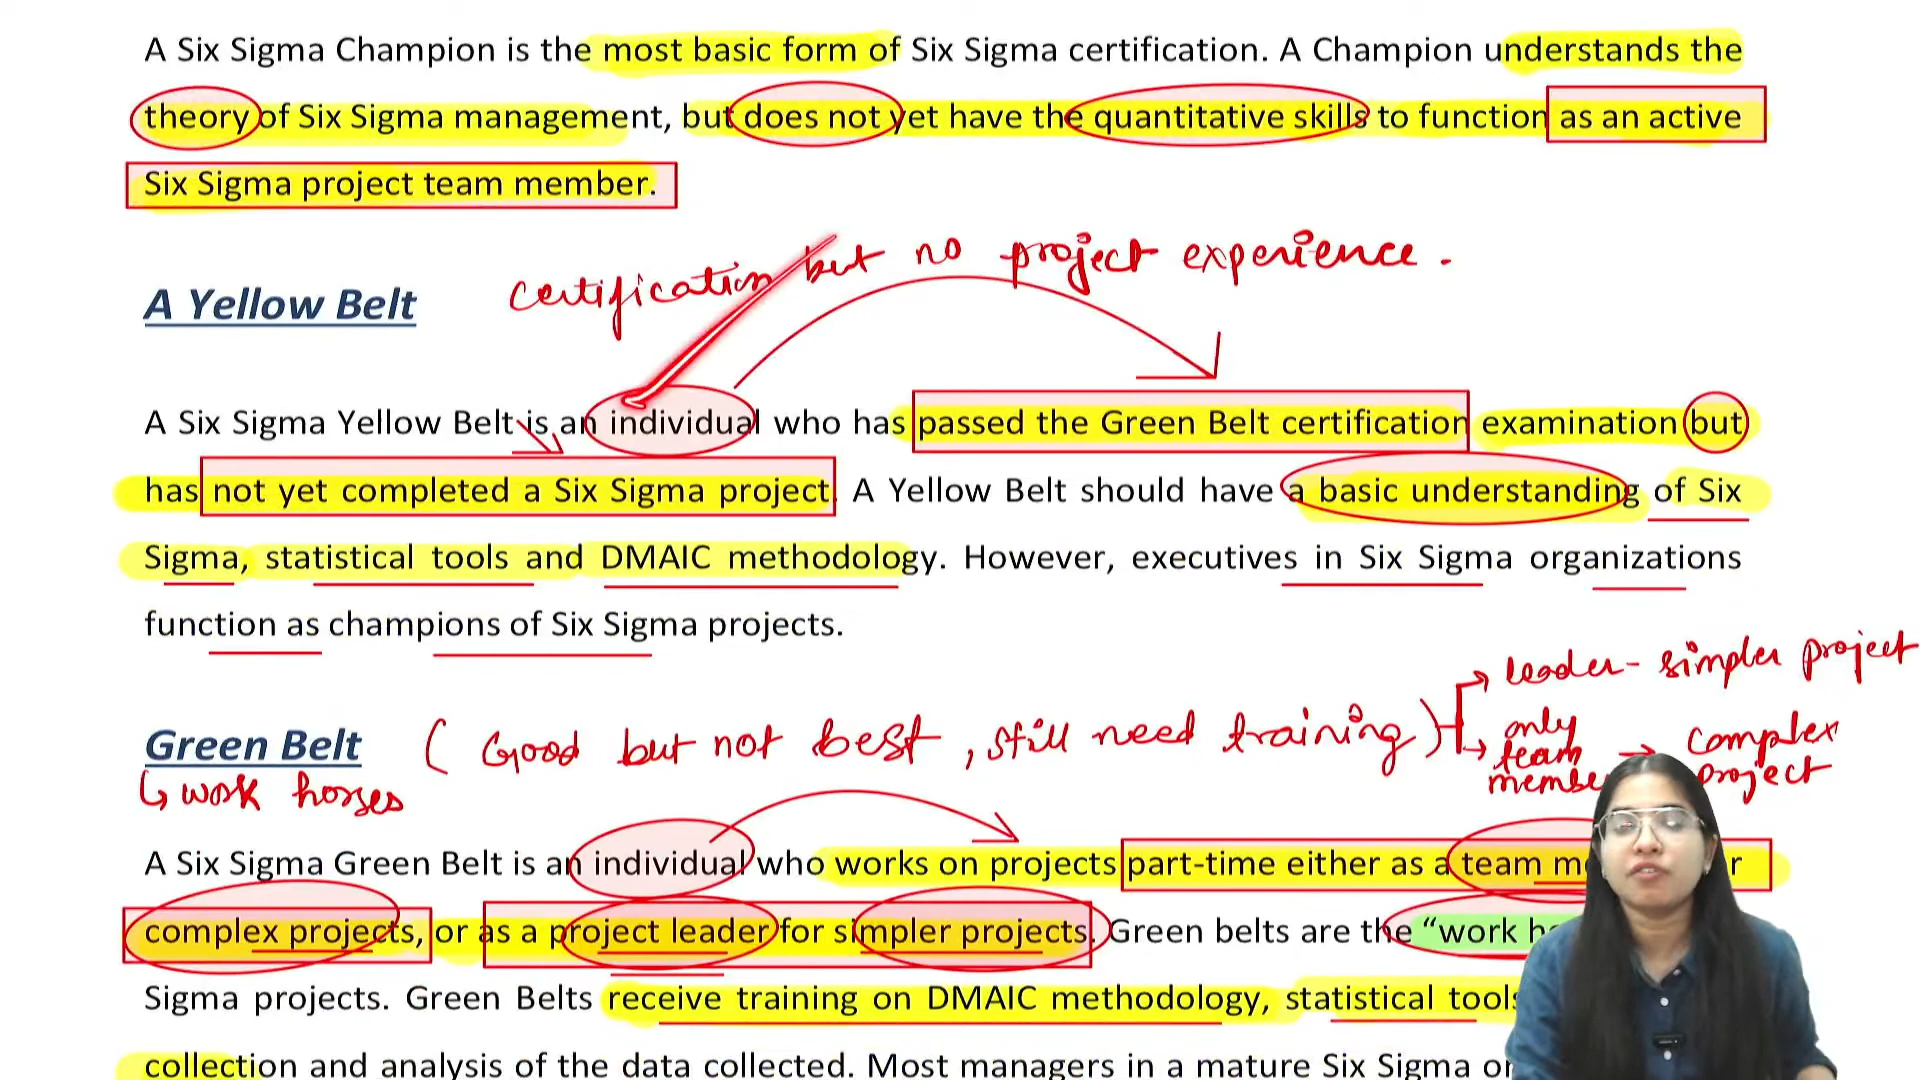 A Six Sigma Champion is the most basic form of Six Sigma certification. A Champion understands the
theory of Six Sigma management, but does not yet have the quantitative skills to function as an active
Six Sigma project team member.
certification but no project experience.
A Yellow Belt
A Six Sigma Yellow Belt is an individual who has passed the Green Belt certification examination but
has not yet completed a Six Sigma project. A Yellow Belt should have a basic understanding of Six
Sigma, statistical tools and DMAIC methodology. However, executives in Six Sigma organizations
function as champions of Six Sigma projects.
leader - simpler project
Green Belt (Good but not best, still need training)
only team member → complex project
↳ work horses
A Six Sigma Green Belt is an individual who works on projects part-time either as a team
complex projects, or as a project leader for simpler projects. Green belts are the "work
Sigma projects. Green Belts receive training on DMAIC methodology, statistical tools
collection and analysis of the data collected. Most managers in a mature Six Sigma